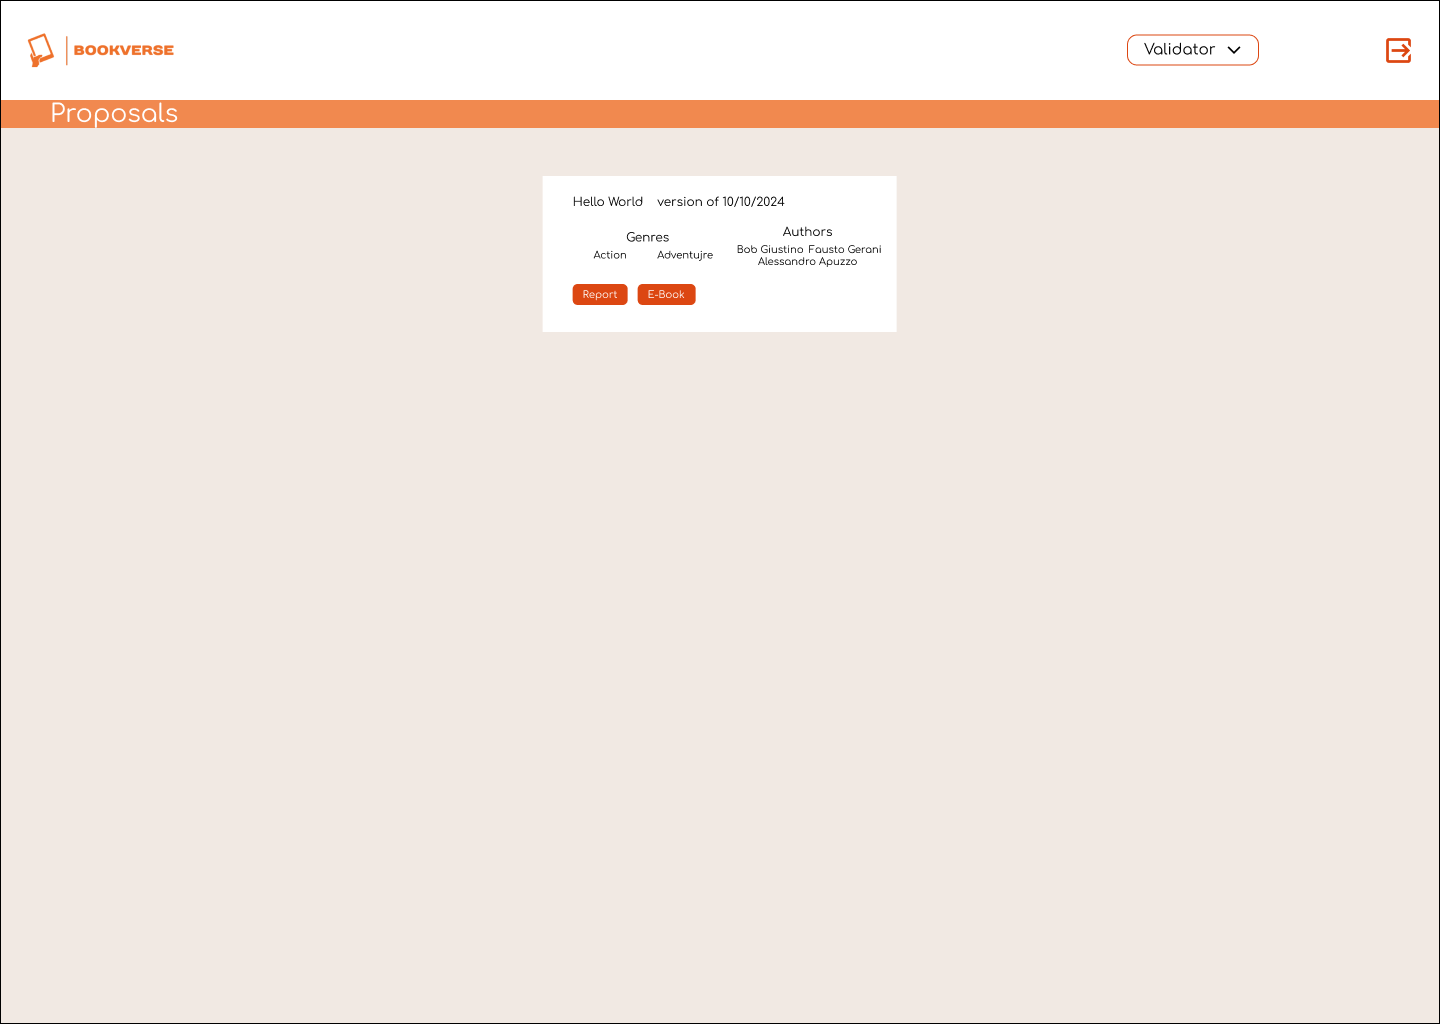 BOOKVERSE
Validator
Proposals
Hello World version of 10/10/2024
Genres
Action Adventujre
Authors
Bob Giustino Fausto Gerani
Alessandro Apuzzo
Report E-Book